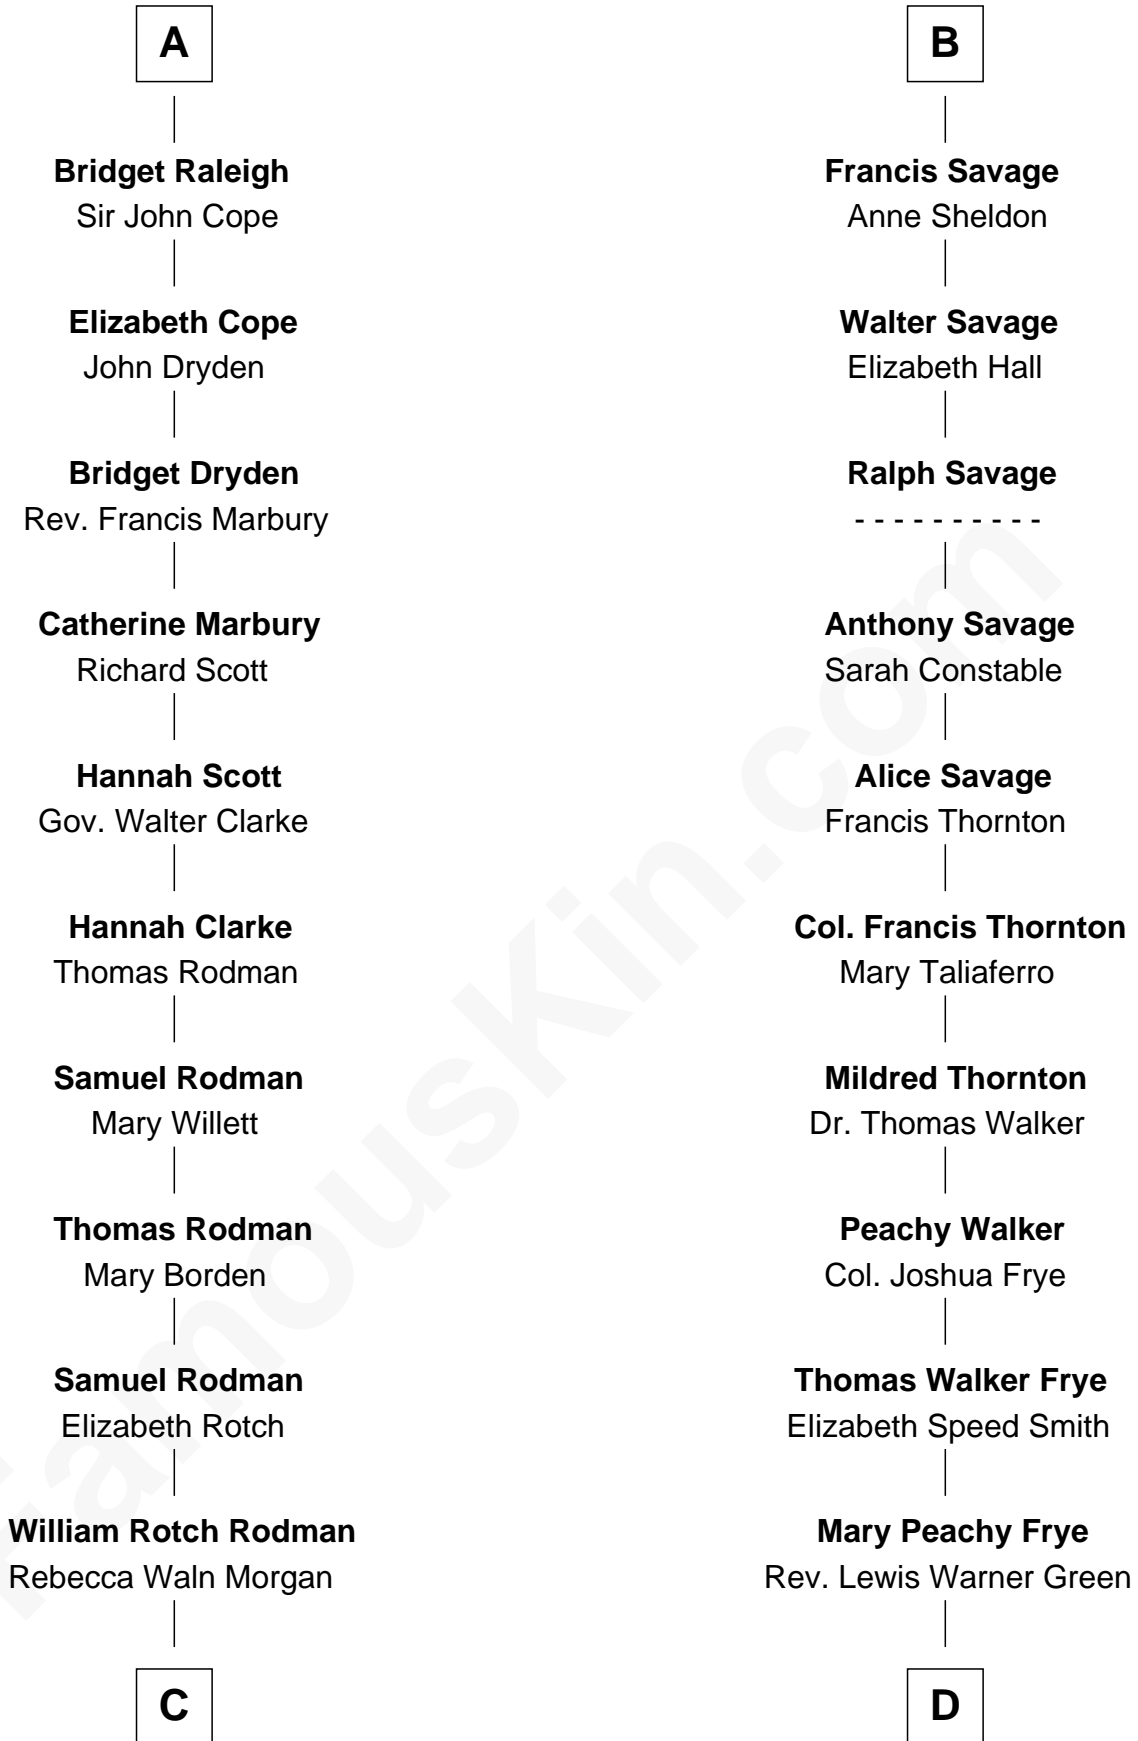 A
Bridget Raleigh
Sir John Cope
Elizabeth Cope
John Dryden
Bridget Dryden
Rev. Francis Marbury
Catherine Marbury
Richard Scott
Hannah Scott
Gov. Walter Clarke
Hannah Clarke
Thomas Rodman
Samuel Rodman
Mary Willett
Thomas Rodman
Mary Borden
Samuel Rodman
Elizabeth Rotch
William Rotch Rodman
Rebecca Waln Morgan
C
B
Francis Savage
Anne Sheldon
Walter Savage
Elizabeth Hall
Ralph Savage
- - - - - - - - - -
Anthony Savage
Sarah Constable
Alice Savage
Francis Thornton
Col. Francis Thornton
Mary Taliaferro
Mildred Thornton
Dr. Thomas Walker
Peachy Walker
Col. Joshua Frye
Thomas Walker Frye
Elizabeth Speed Smith
Mary Peachy Frye
Rev. Lewis Warner Green
D
FamousKin.com